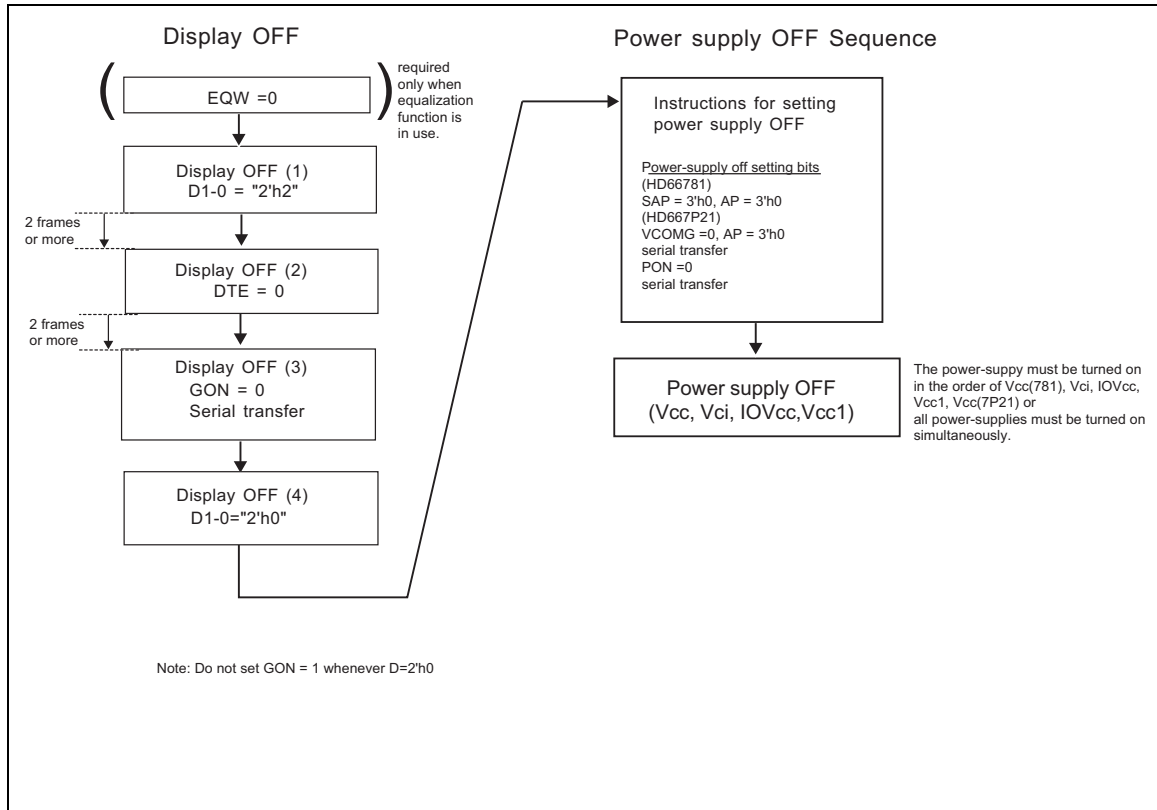 Display OFF
( EQW =0 )
required
only when
equalization
function is
in use.
Display OFF (1)
D1-0 = "2'h2"
2 frames
or more
Display OFF (2)
DTE = 0
2 frames
or more
Display OFF (3)
GON = 0
Serial transfer
Display OFF (4)
D1-0="2'h0"
Note: Do not set GON = 1 whenever D=2'h0
Power supply OFF Sequence
Instructions for setting
power supply OFF
Power-supply off setting bits
(HD66781)
SAP = 3'h0, AP = 3'h0
(HD667P21)
VCOMG =0, AP = 3'h0
serial transfer
PON =0
serial transfer
Power supply OFF
(Vcc, Vci, IOVcc,Vcc1)
The power-suppy must be turned on
in the order of Vcc(781), Vci, IOVcc,
Vcc1, Vcc(7P21) or
all power-supplies must be turned on
simultaneously.